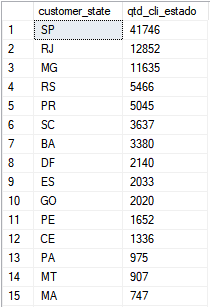 customer_state qtd_cli_estado
1 SP 41746
2 RJ 12852
3 MG 11635
4 RS 5466
5 PR 5045
6 SC 3637
7 BA 3380
8 DF 2140
9 ES 2033
10 GO 2020
11 PE 1652
12 CE 1336
13 PA 975
14 MT 907
15 MA 747